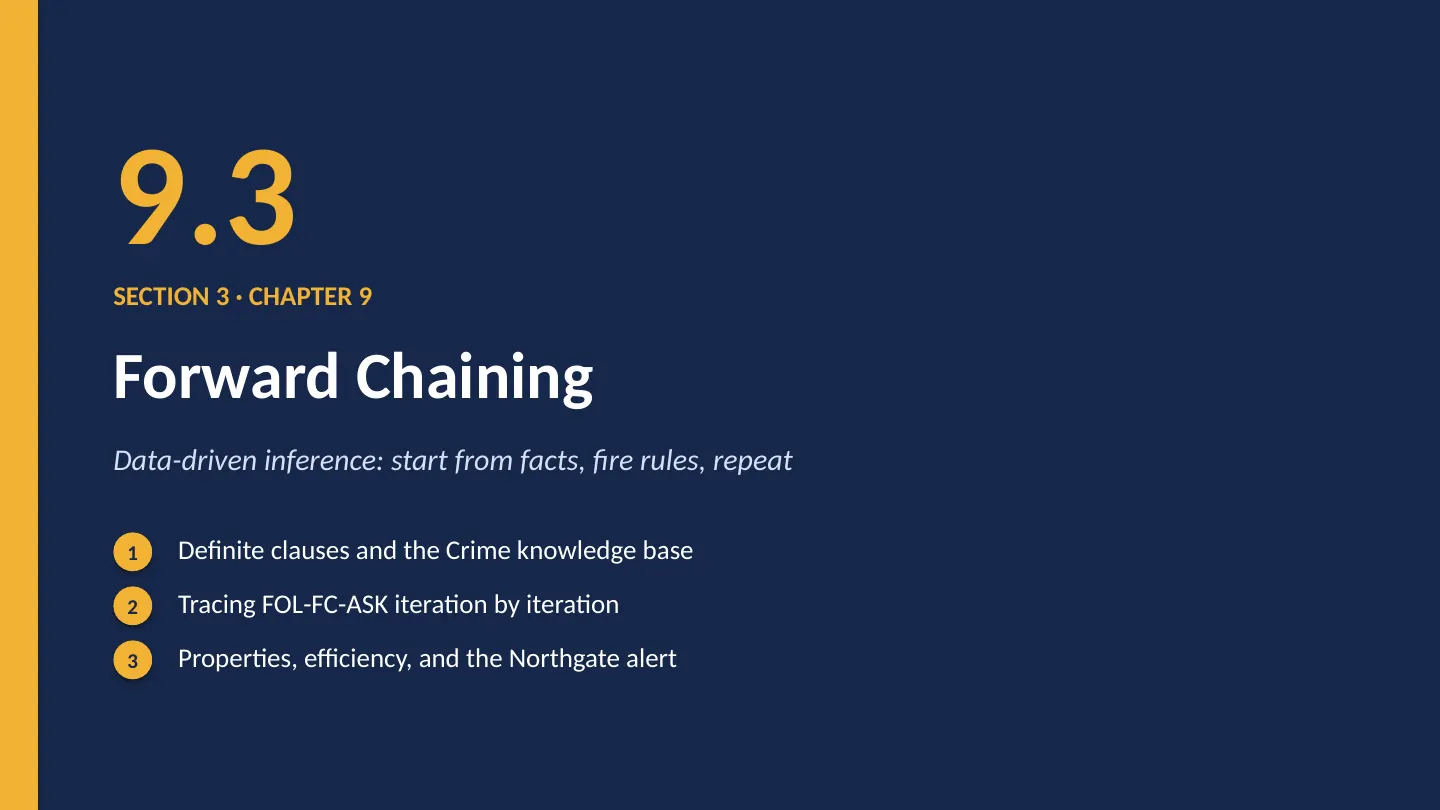 9.3
SECTION 3 · CHAPTER 9
Forward Chaining
Data-driven inference: start from facts, fire rules, repeat
1 Definite clauses and the Crime knowledge base
2 Tracing FOL-FC-ASK iteration by iteration
3 Properties, efficiency, and the Northgate alert